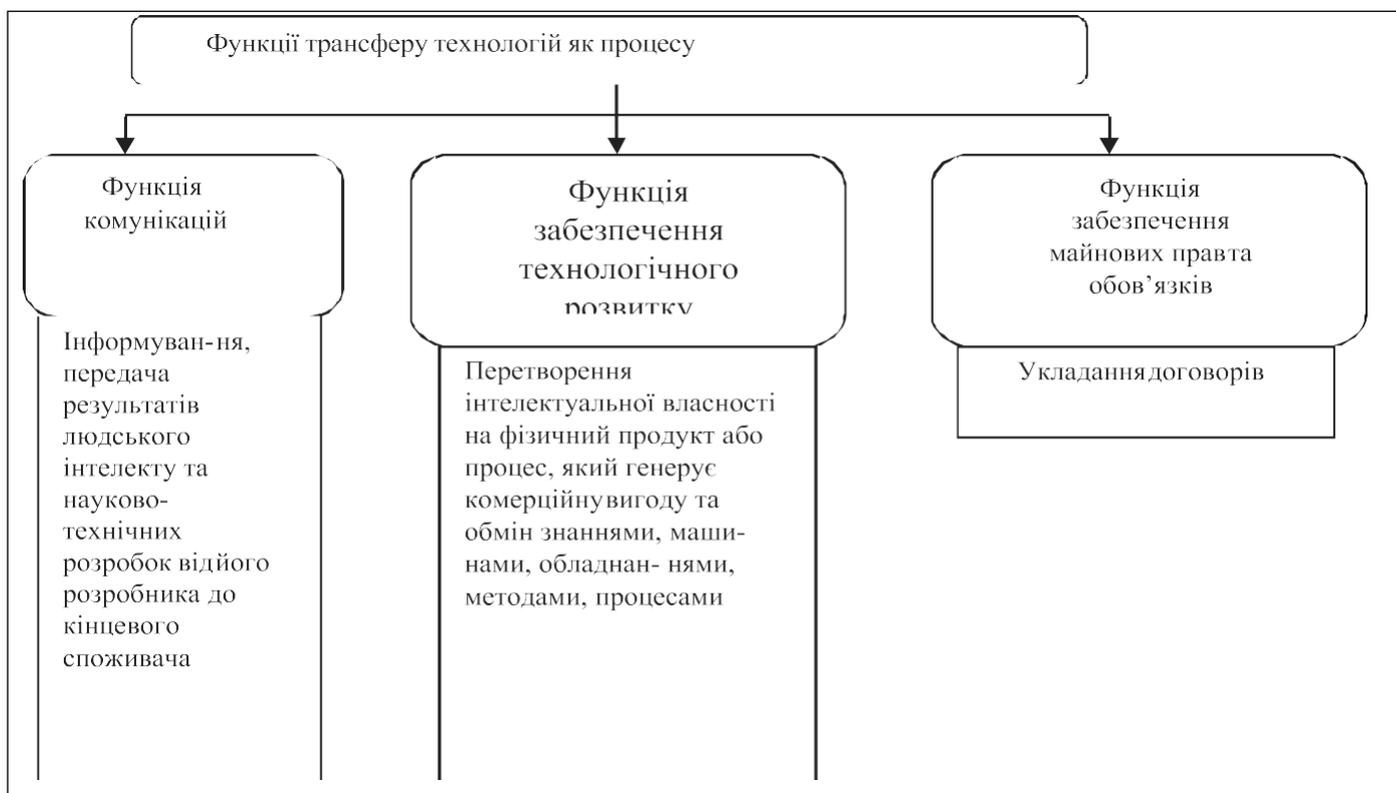 Функції трансферу технологій як процесу
Функція
комунікацій
Інформуван-ня,
передача
результатів
людського
інтелекту та
науково-
технічних
розробок відйого
розробника до
кінцевого
споживача
Функція
забезпечення
технологічного
розвитку
Перетворення
інтелектуальної власності
на фізичний продукт або
процес, який генерує
комерційнувигоду та
обмін знаннями, маши-
нами, обладнан- нями,
методами, процесами
Функція
забезпечення
майнових правта
обов’язків
Укладаннядоговорів